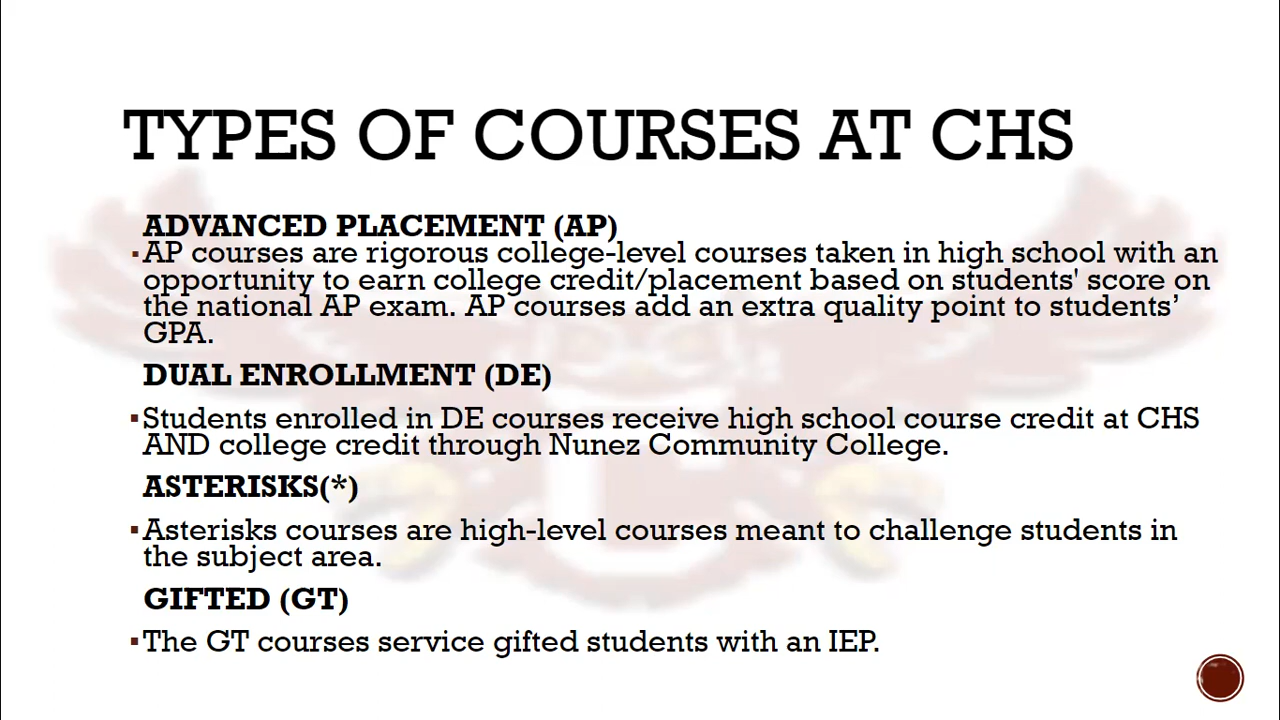 TYPES OF COURSES AT CHS
ADVANCED PLACEMENT (AP)
▪AP courses are rigorous college-level courses taken in high school with an
opportunity to earn college credit/placement based on students' score on
the national AP exam. AP courses add an extra quality point to students’
GPA.
DUAL ENROLLMENT (DE)
▪Students enrolled in DE courses receive high school course credit at CHS
AND college credit through Nunez Community College.
ASTERISKS(*)
▪Asterisks courses are high-level courses meant to challenge students in
the subject area.
GIFTED (GT)
▪The GT courses service gifted students with an IEP.